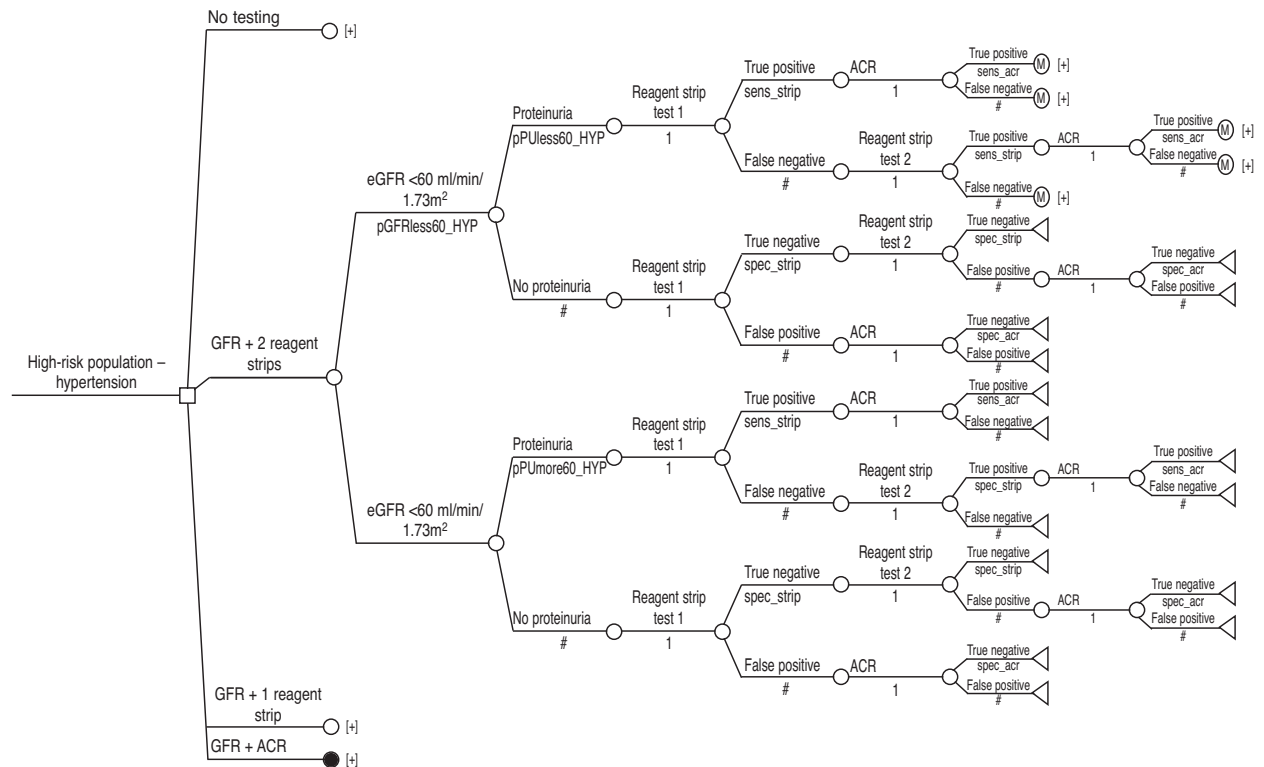 No testing
[+]
High-risk population –
hypertension
GFR + 2 reagent
strips
eGFR <60 ml/min/
1.73m²
pGFRless60_HYP
Proteinuria
pPUless60_HYP
Reagent strip
test 1
1
True positive
sens_strip
ACR
1
True positive
sens_acr
M [+]
False negative
#
M [+]
False negative
#
Reagent strip
test 2
1
True positive
sens_strip
ACR
1
True positive
sens_acr
M [+]
False negative
#
M [+]
False negative
#
M [+]
No proteinuria
#
Reagent strip
test 1
1
True negative
spec_strip
Reagent strip
test 2
1
True negative
spec_strip
False positive
#
ACR
1
True negative
spec_acr
False positive
#
False positive
#
ACR
1
True negative
spec_acr
False positive
#
eGFR <60 ml/min/
1.73m²
Proteinuria
pPUmore60_HYP
Reagent strip
test 1
1
True positive
sens_strip
ACR
1
True positive
sens_acr
False negative
#
False negative
#
Reagent strip
test 2
1
True positive
spec_strip
ACR
1
True positive
sens_acr
False negative
#
False negative
#
No proteinuria
#
Reagent strip
test 1
1
True negative
spec_strip
Reagent strip
test 2
1
True negative
spec_strip
False positive
#
ACR
1
True negative
spec_acr
False positive
#
False positive
#
ACR
1
True negative
spec_acr
False positive
#
GFR + 1 reagent
strip
[+]
GFR + ACR
[+]